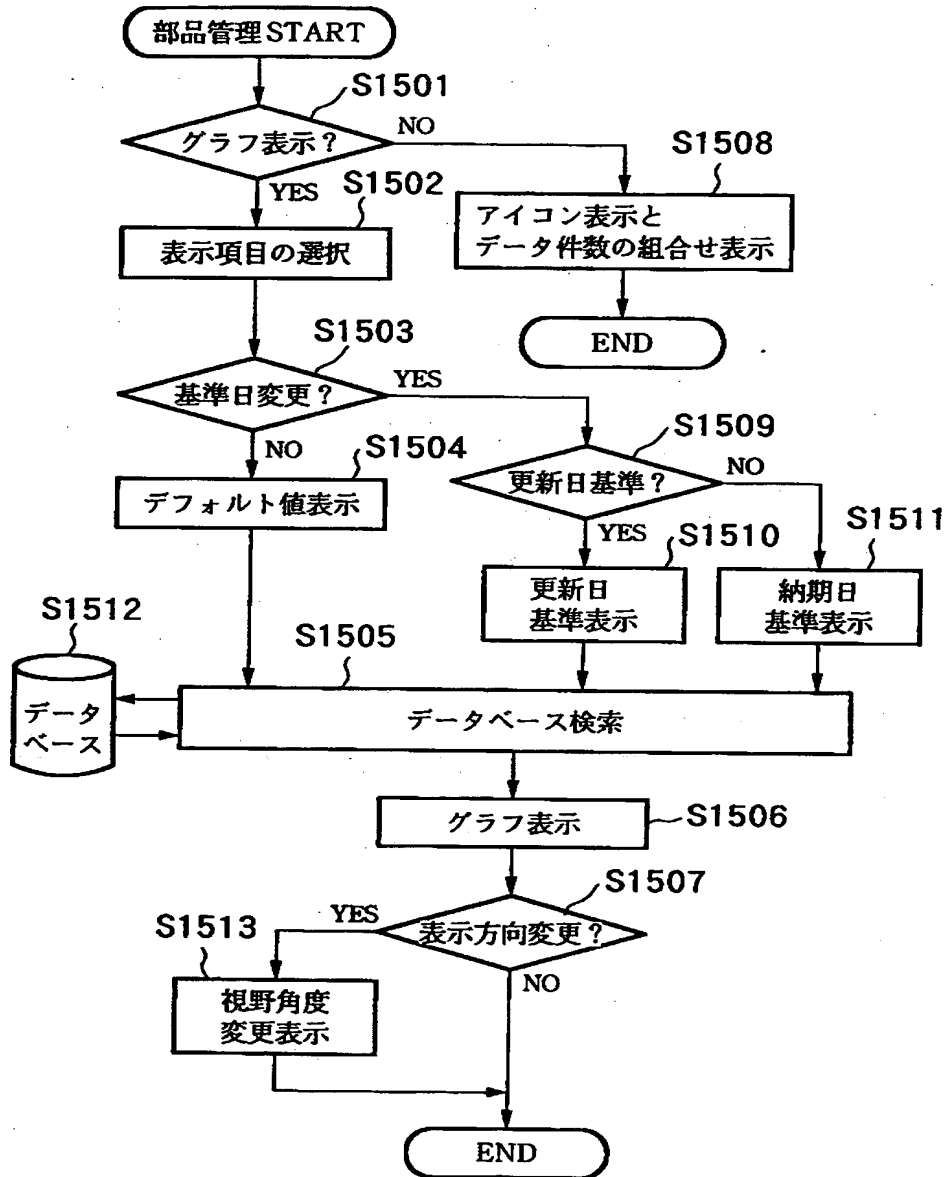 部品管理START
S1501
グラフ表示？
NO
YES
S1502
表示項目の選択
S1508
アイコン表示と
データ件数の組合せ表示
END
S1503
基準日変更？
YES
NO
S1504
デフォルト値表示
S1509
更新日基準？
NO
YES
S1510
更新日
基準表示
S1511
納期日
基準表示
S1512
データ
ベース
S1505
データベース検索
グラフ表示
S1506
S1507
表示方向変更？
YES
NO
S1513
視野角度
変更表示
END